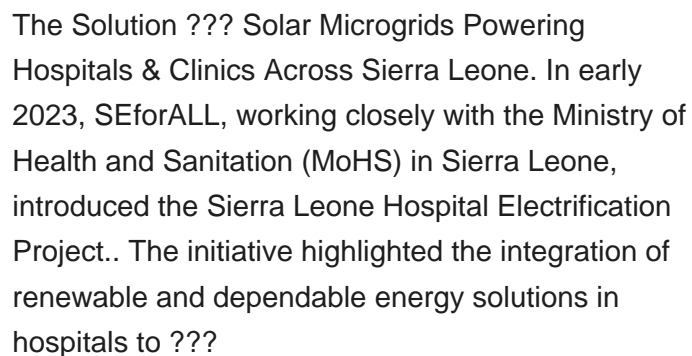 The Solution ??? Solar Microgrids Powering
Hospitals & Clinics Across Sierra Leone. In early
2023, SEforALL, working closely with the Ministry of
Health and Sanitation (MoHS) in Sierra Leone,
introduced the Sierra Leone Hospital Electrification
Project.. The initiative highlighted the integration of
renewable and dependable energy solutions in
hospitals to ???